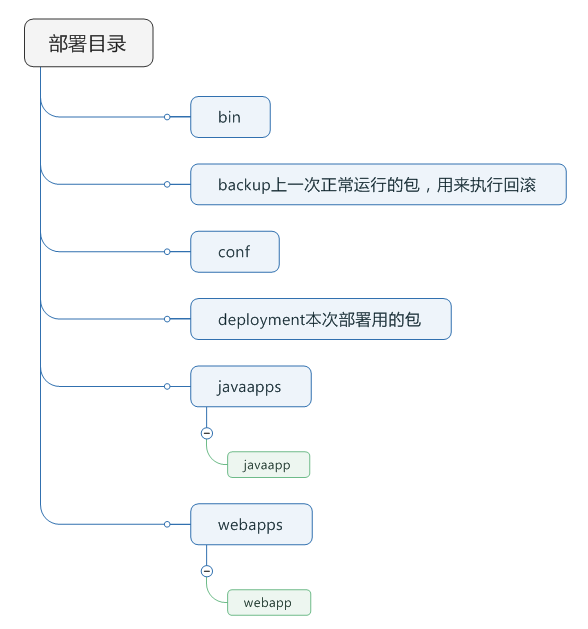 部署目录
bin
backup上一次正常运行的包，用来执行回滚
conf
deployment本次部署用的包
javaapps
javaapp
webapps
webapp